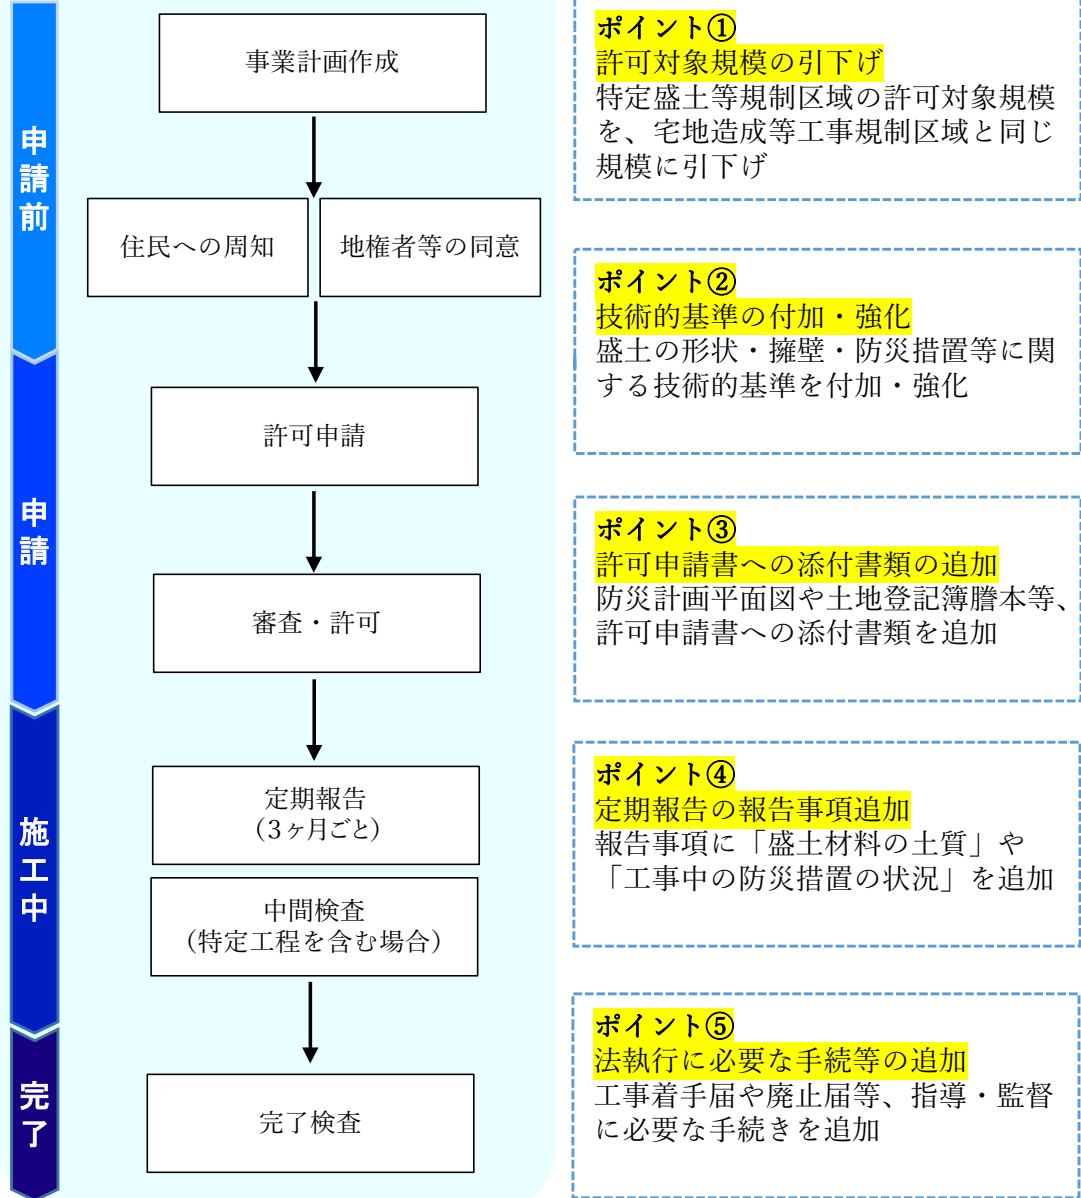 申請前
事業計画作成
住民への周知
地権者等の同意
申請
許可申請
審査・許可
施工中
定期報告
（3ヶ月ごと）
中間検査
（特定工程を含む場合）
完了
完了検査
ポイント①
許可対象規模の引下げ
特定盛土等規制区域の許可対象規模
を、宅地造成等工事規制区域と同じ
規模に引下げ
ポイント②
技術的基準の付加・強化
盛土の形状・擁壁・防災措置等に関
する技術的基準を付加・強化
ポイント③
許可申請書への添付書類の追加
防災計画平面図や土地登記簿謄本等、
許可申請書への添付書類を追加
ポイント④
定期報告の報告事項追加
報告事項に「盛土材料の土質」や
「工事中の防災措置の状況」を追加
ポイント⑤
法執行に必要な手続等の追加
工事着手届や廃止届等、指導・監督
に必要な手続きを追加